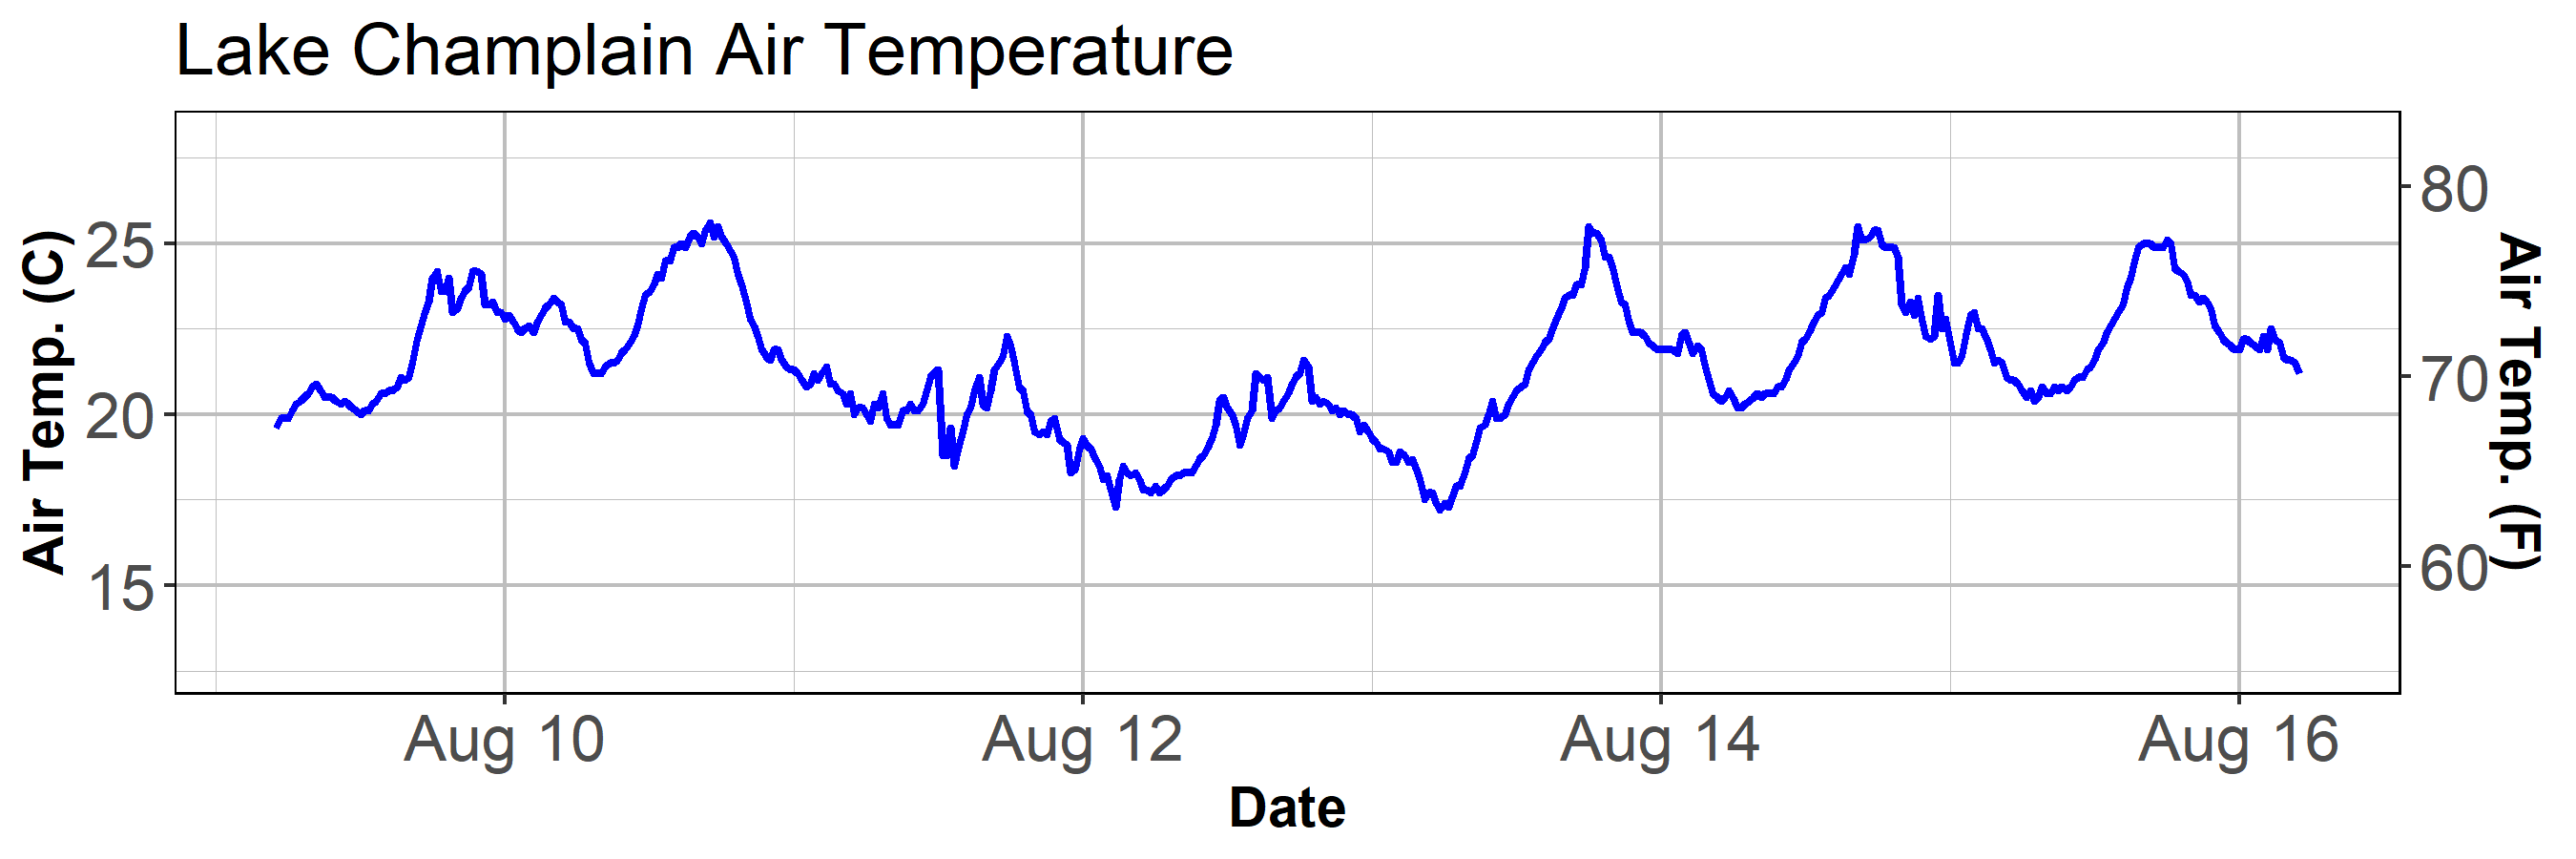 Lake Champlain Air Temperature
Air Temp. (C)
25
20
15
80
70
60
Air Temp. (F)
Aug 10 Aug 12 Aug 14 Aug 16
Date